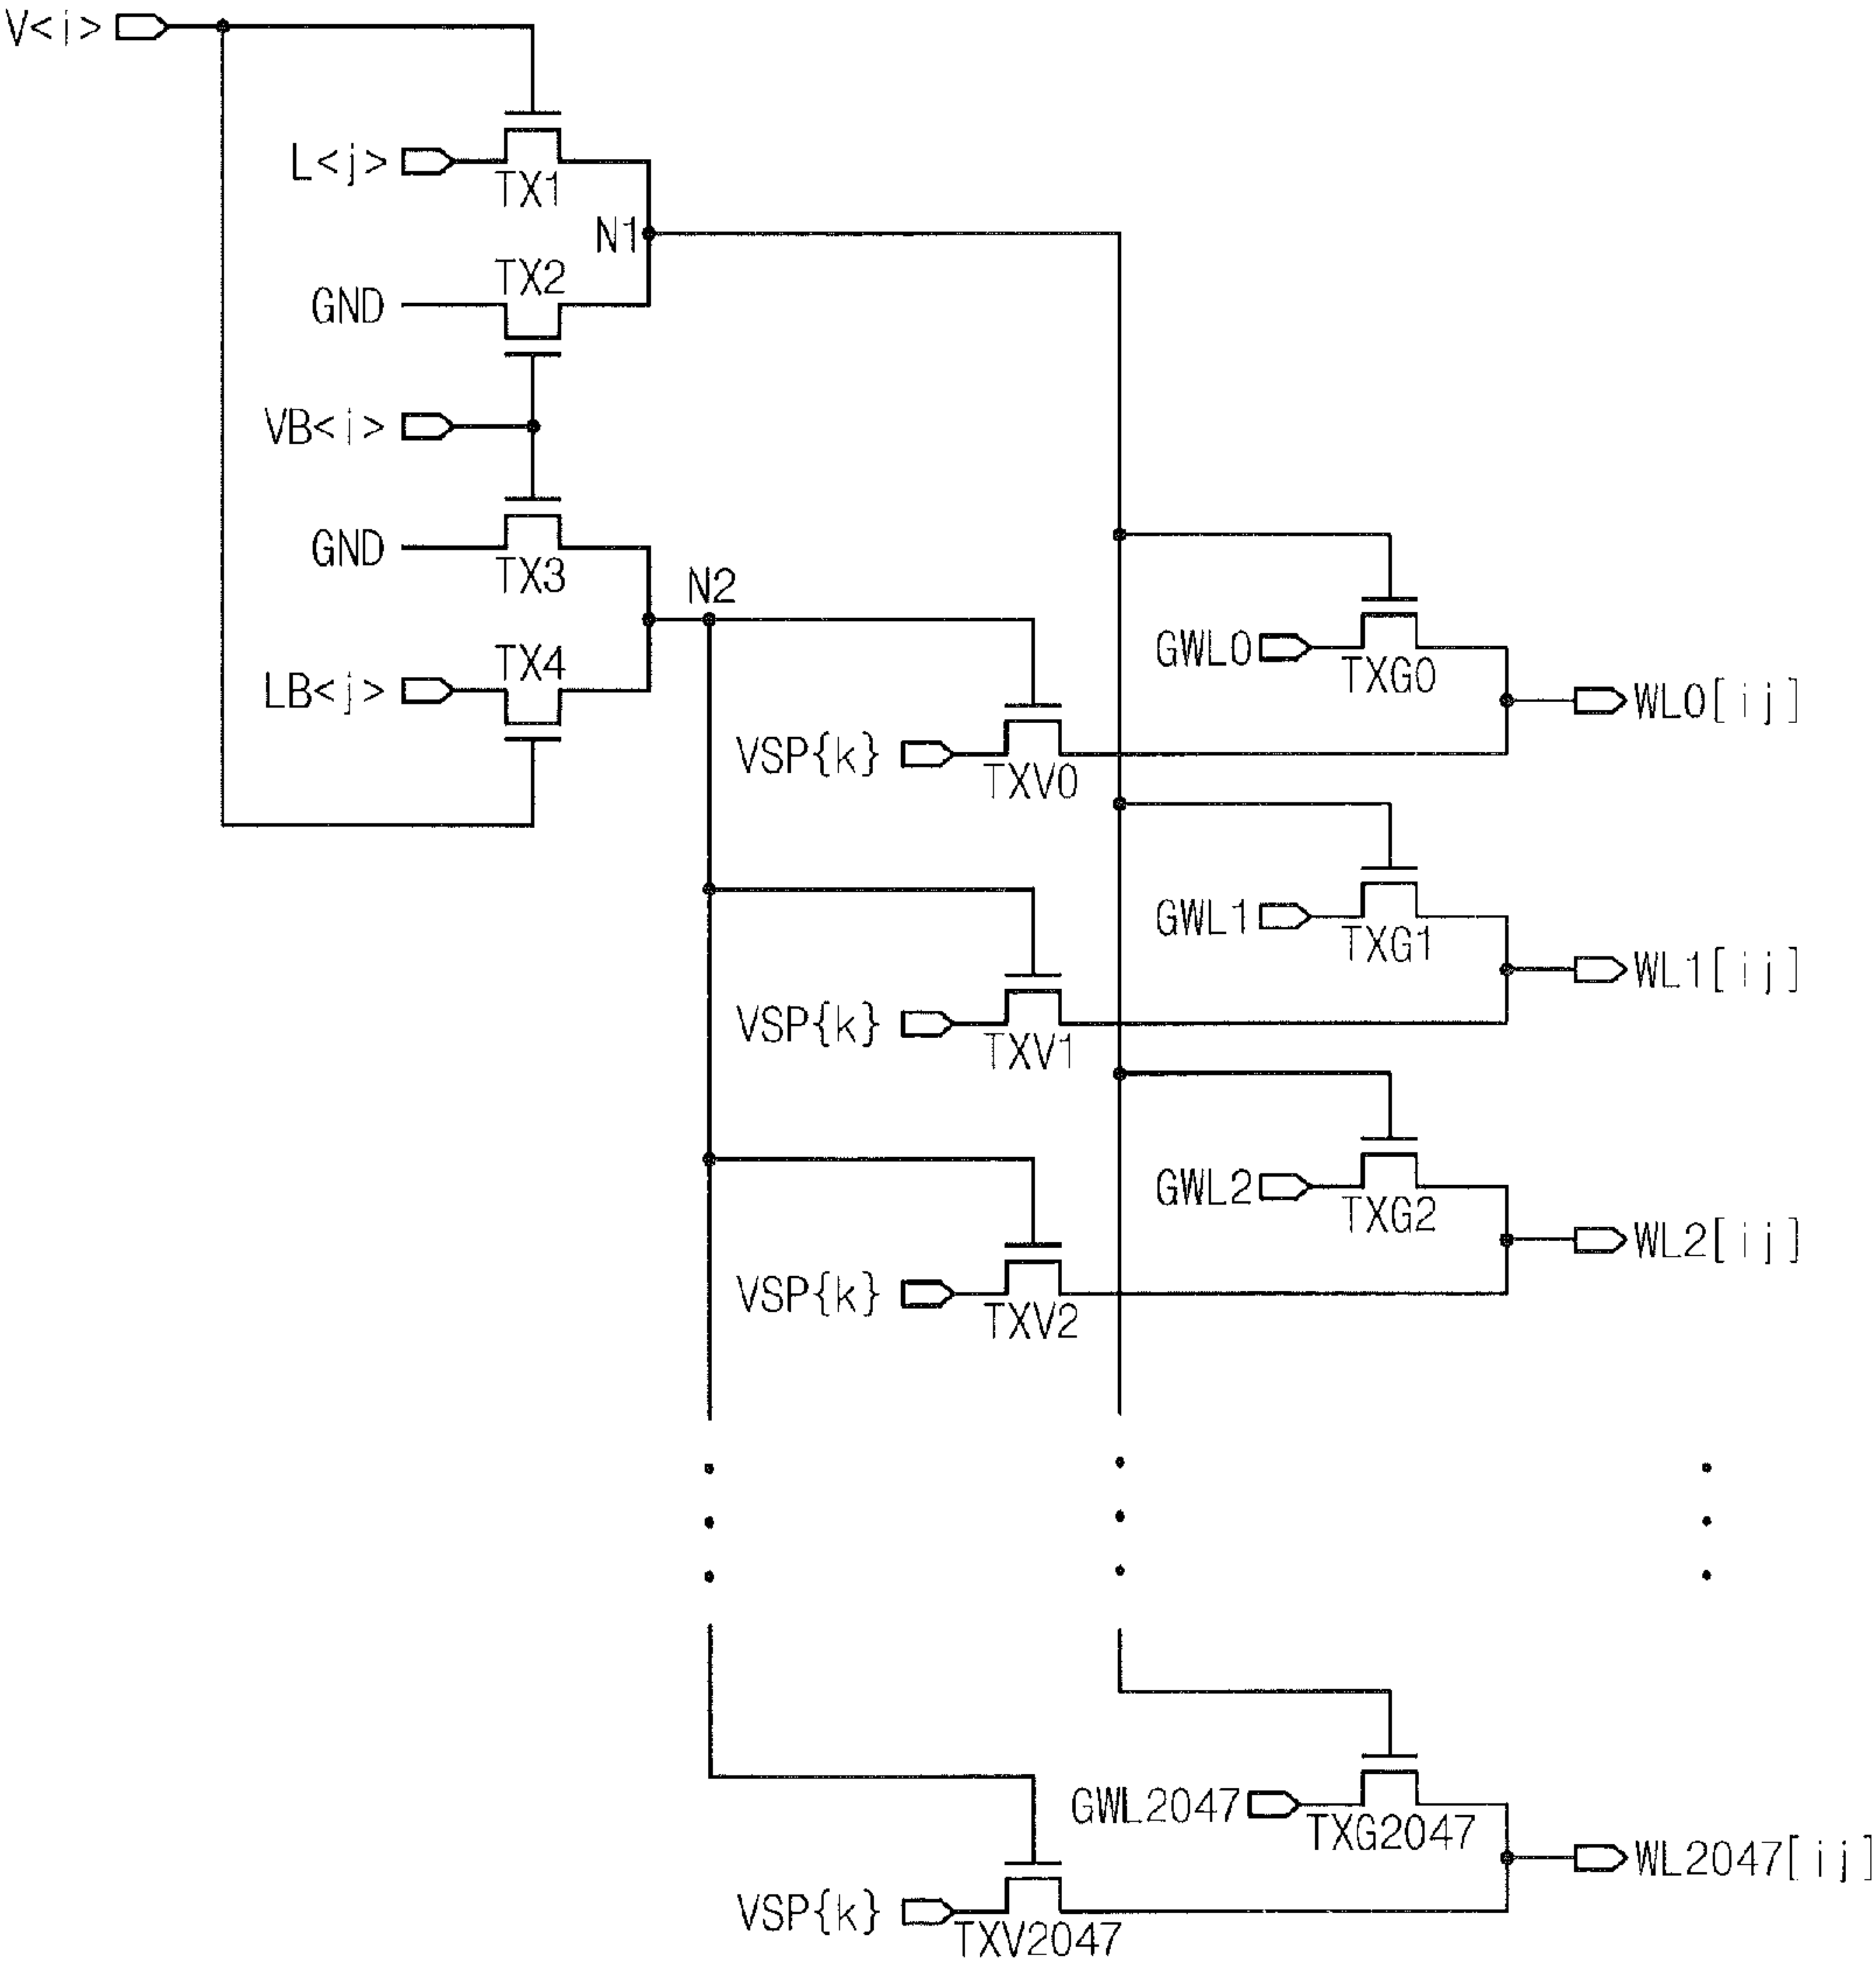 V<i>
L<j>
TX1
N1
TX2
GND
VB<i>
GND
TX3
N2
TX4
LB<j>
GWL0
TXG0
WL0[ij]
VSP{k}
TXV0
GWL1
TXG1
WL1[ij]
VSP{k}
TXV1
GWL2
TXG2
WL2[ij]
VSP{k}
TXV2
GWL2047
TXG2047
WL2047[ij]
VSP{k}
TXV2047